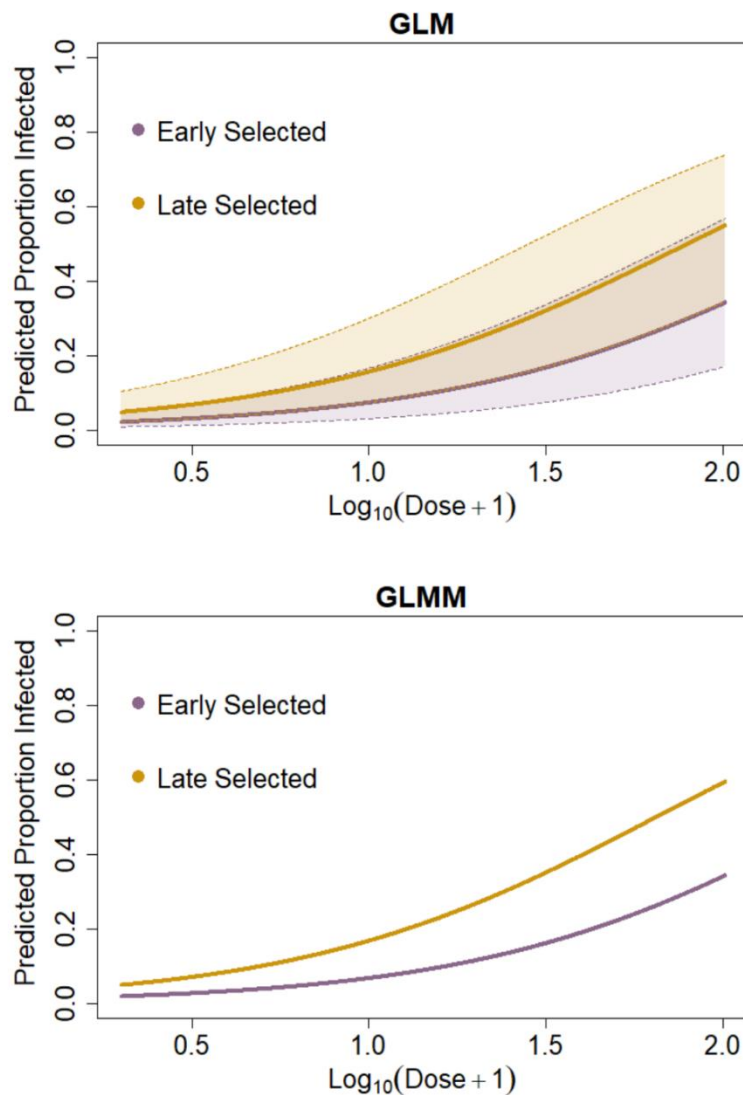 GLM
Predicted Proportion Infected
1.0
0.8
0.6
0.4
0.2
0.0
Early Selected
Late Selected
0.5 1.0 1.5 2.0
Log₁₀(Dose + 1)
GLMM
Predicted Proportion Infected
1.0
0.8
0.6
0.4
0.2
0.0
Early Selected
Late Selected
0.5 1.0 1.5 2.0
Log₁₀(Dose + 1)